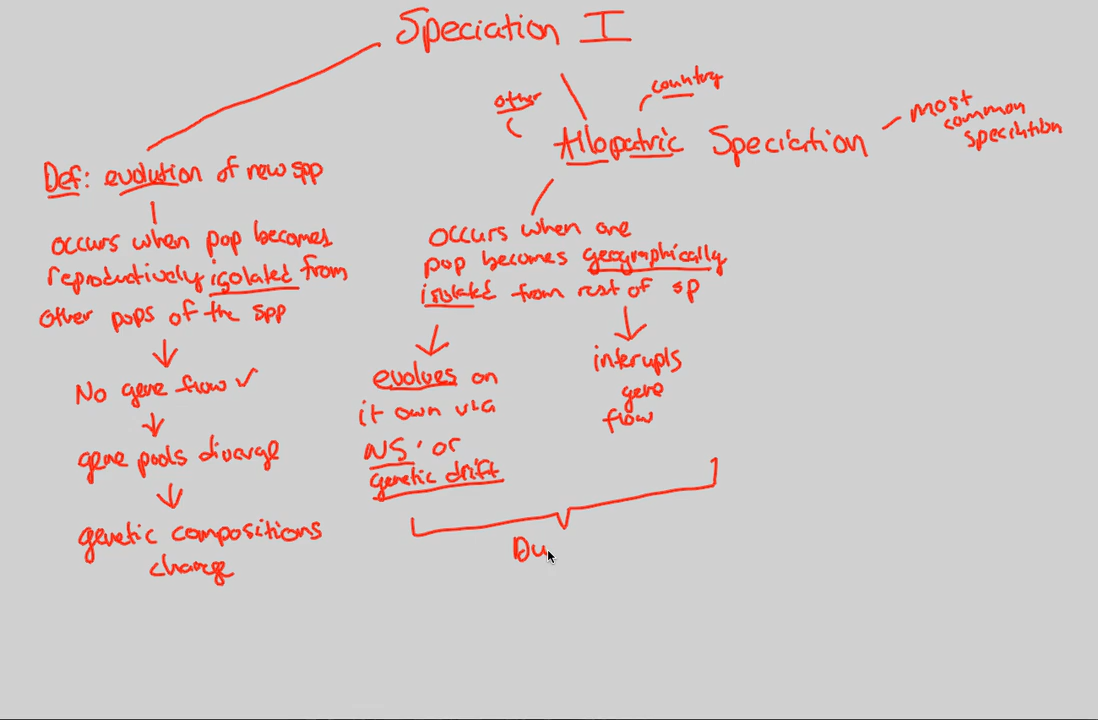 Speciation I
Def: evolution of new spp
occurs when pop becomes
reproductively isolated from
other pops of the spp
No gene flow ✓
gene pools diverge
genetic compositions
change
other
country
Allopatric Speciation
most
common
speciation
occurs when one
pop becomes geographically
isolated from rest of sp
evolves on
it own via
NS, or
genetic drift
interupts
gene
flow
Du